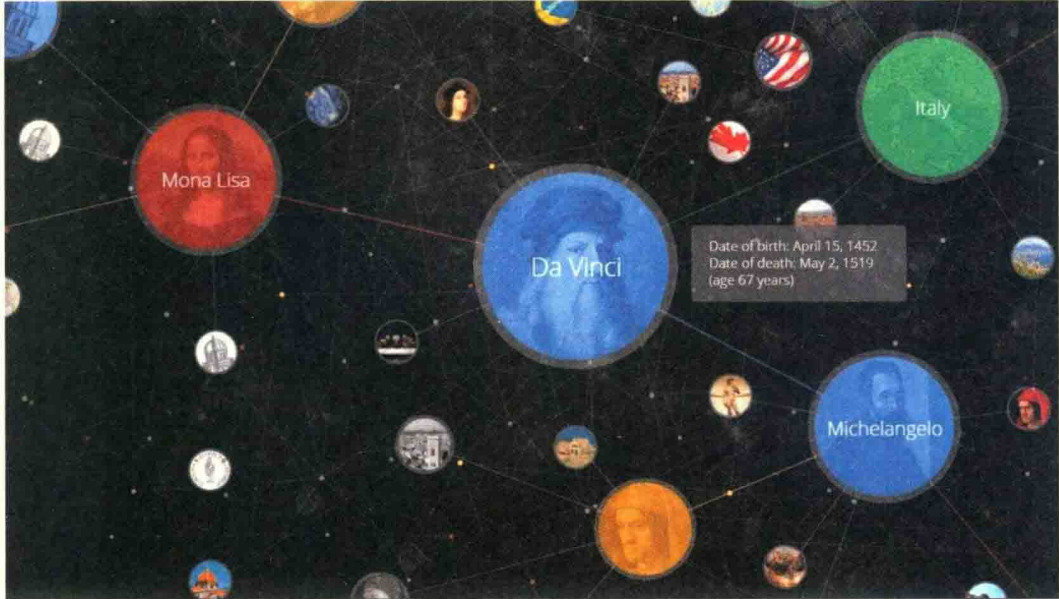 Italy
Mona Lisa
Da Vinci
Date of birth: April 15, 1452
Date of death: May 2, 1519
(age 67 years)
Michelangelo